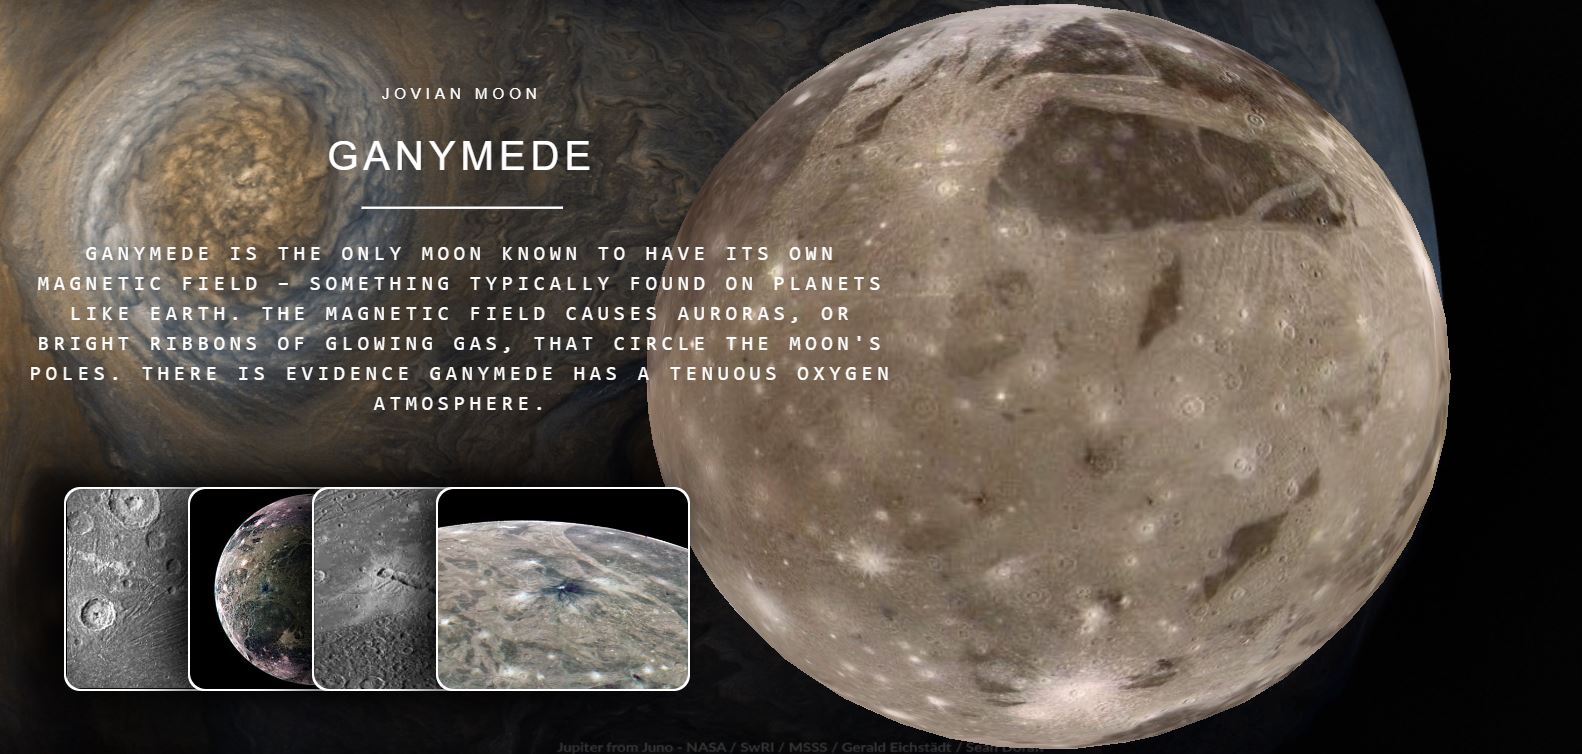 JOVIAN MOON
GANYMEDE
GANYMEDE IS THE ONLY MOON KNOWN TO HAVE ITS OWN
MAGNETIC FIELD – SOMETHING TYPICALLY FOUND ON PLANETS
LIKE EARTH. THE MAGNETIC FIELD CAUSES AURORAS, OR
BRIGHT RIBBONS OF GLOWING GAS, THAT CIRCLE THE MOON'S
POLES. THERE IS EVIDENCE GANYMEDE HAS A TENUOUS OXYGEN
ATMOSPHERE.
Jupiter from Juno - NASA / SwRI / MSSS / Gerald Eichstädt / Seán